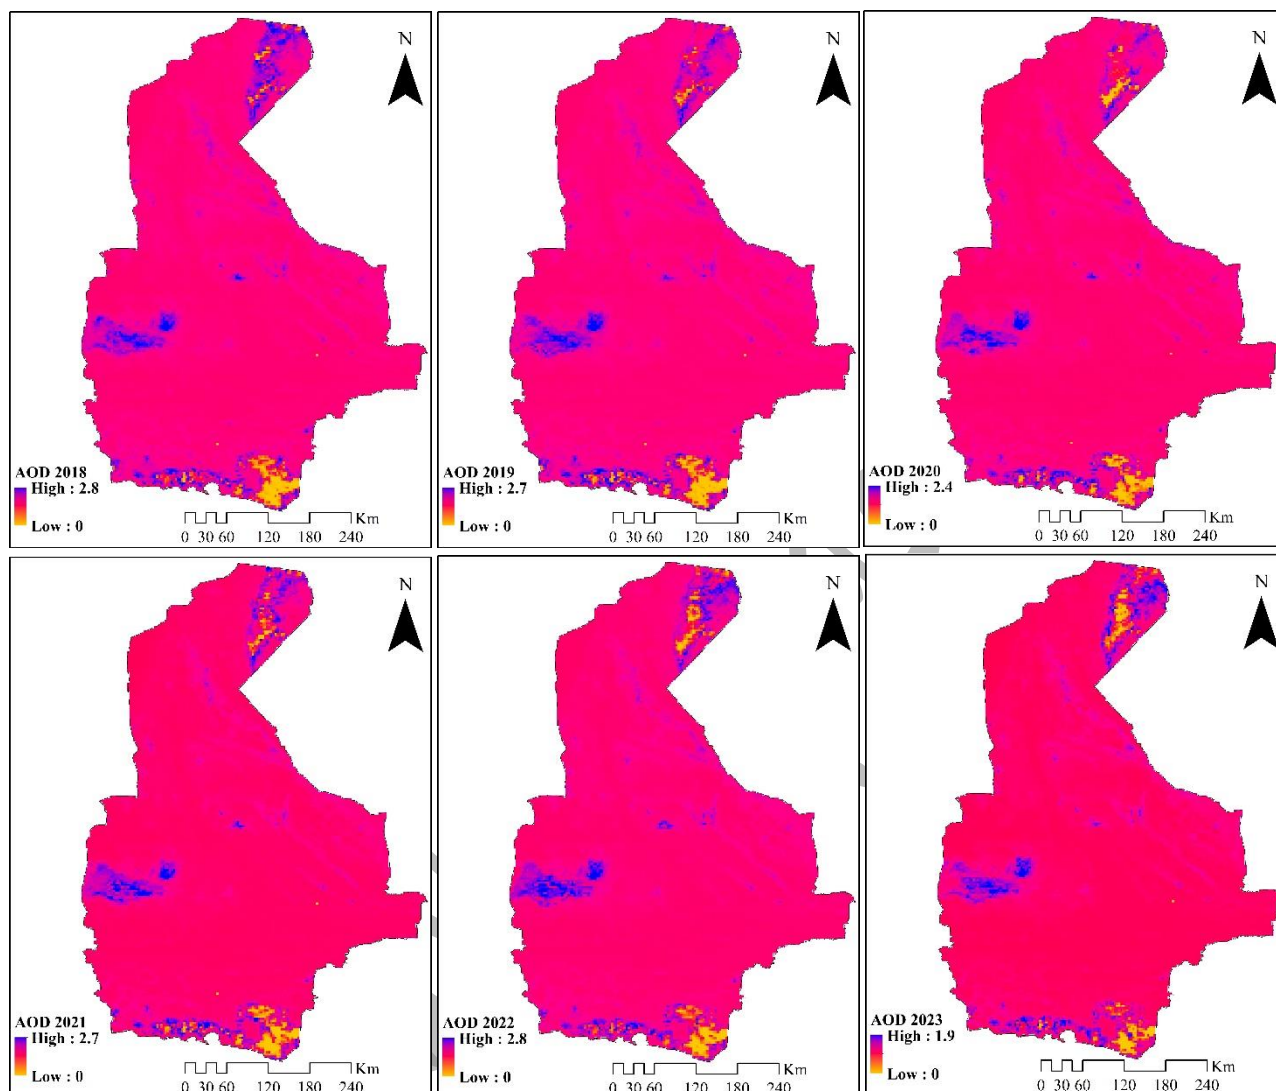 N
AOD 2018
High : 2.8
Low : 0
Km
0 30 60 120 180 240
N
AOD 2019
High : 2.7
Low : 0
Km
0 30 60 120 180 240
N
AOD 2020
High : 2.4
Low : 0
Km
0 30 60 120 180 240
N
AOD 2021
High : 2.7
Low : 0
Km
0 30 60 120 180 240
N
AOD 2022
High : 2.8
Low : 0
Km
0 30 60 120 180 240
N
AOD 2023
High : 1.9
Low : 0
Km
0 30 60 120 180 240